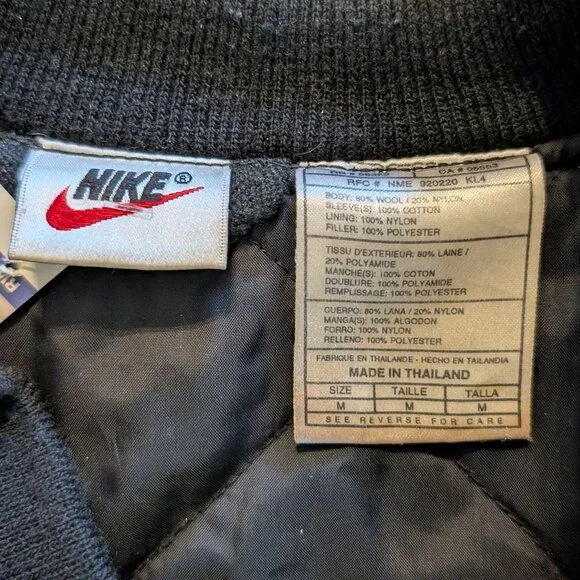 NIKE®
RN # 56323 CA # 05553
RFC # NME 920220 KL4
BODY: 80% WOOL / 20% NYLON
SLEEVE(S): 100% COTTON
LINING: 100% NYLON
FILLER: 100% POLYESTER
TISSU D'EXTERIEUR: 80% LAINE /
20% POLYAMIDE
MANCHE(S): 100% COTON
DOUBLURE: 100% POLYAMIDE
REMPLISSAGE: 100% POLYESTER
CUERPO: 80% LANA / 20% NYLON
MANGA(S): 100% ALGODON
FORRO: 100% NYLON
RELLENO: 100% POLYESTER
FABRIQUE EN THAILANDE - HECHO EN TAILANDIA
MADE IN THAILAND
SIZE TAILLE TALLA
M M M
SEE REVERSE FOR CARE